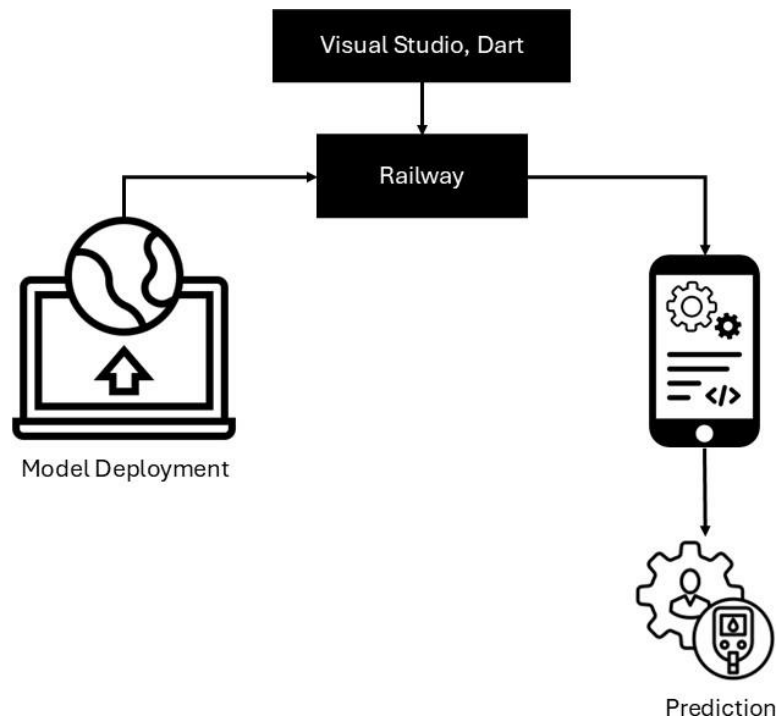 Visual Studio, Dart
Railway
</>
Model Deployment
Prediction